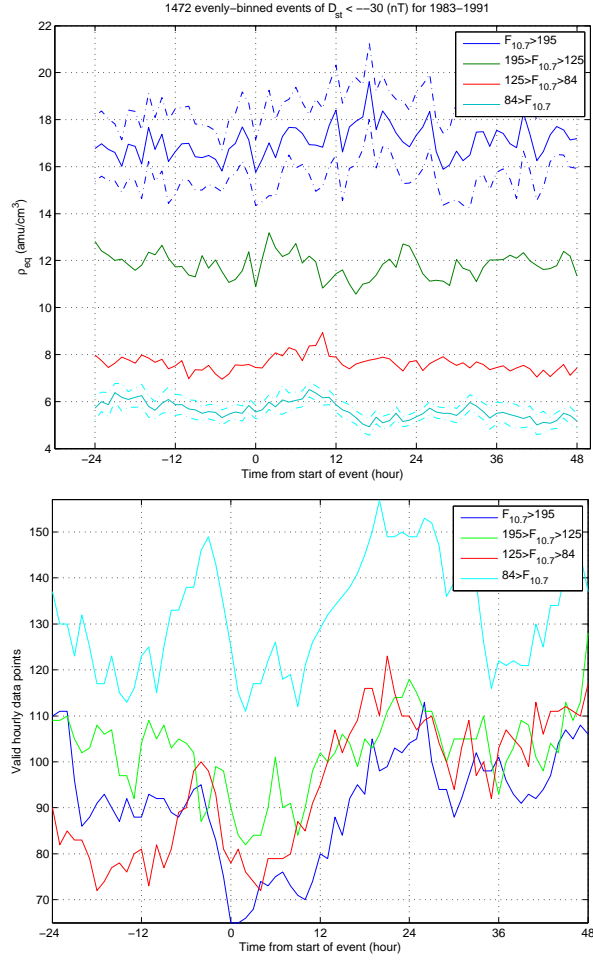 1472 evenly-binned events of D_st < −−30 (nT) for 1983−1991
22
20
18
16
14
12
10
8
6
4
ρ_eq (amu/cm^3)
F_10.7>195
195>F_10.7>125
125>F_10.7>84
84>F_10.7
−24 −12 0 12 24 36 48
Time from start of event (hour)
150
140
130
120
110
100
90
80
70
Valid hourly data points
F_10.7>195
195>F_10.7>125
125>F_10.7>84
84>F_10.7
−24 −12 0 12 24 36 48
Time from start of event (hour)